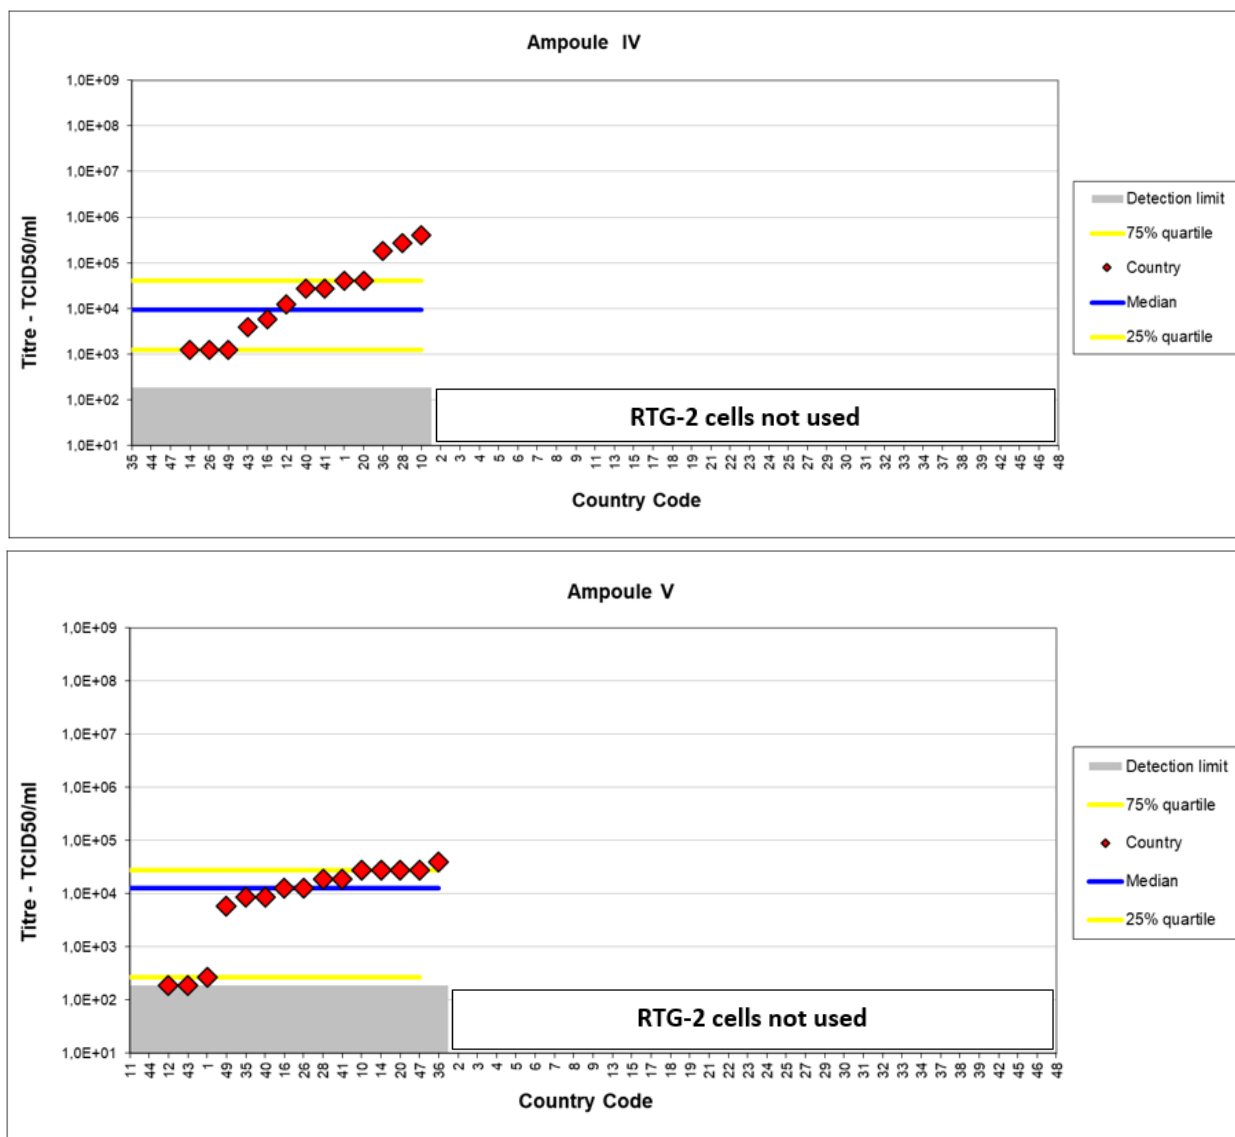 Ampoule IV
Titre - TCID50/ml
1,0E+09
1,0E+08
1,0E+07
1,0E+06
1,0E+05
1,0E+04
1,0E+03
1,0E+02
1,0E+01
RTG-2 cells not used
35 44 47 14 26 49 43 16 12 40 41 1 20 36 28 10 2 3 4 5 6 7 8 9 11 13 15 17 18 19 21 22 23 24 25 27 29 30 31 32 33 34 37 38 39 42 45 46 48
Country Code
Detection limit
75% quartile
Country
Median
25% quartile
Ampoule V
Titre - TCID50/ml
1,0E+09
1,0E+08
1,0E+07
1,0E+06
1,0E+05
1,0E+04
1,0E+03
1,0E+02
1,0E+01
RTG-2 cells not used
11 44 12 43 1 49 35 40 16 26 28 41 10 14 20 47 36 2 3 4 5 6 7 8 9 13 15 17 18 19 21 22 23 24 25 27 29 30 31 32 33 34 37 38 39 42 45 46 48
Country Code
Detection limit
75% quartile
Country
Median
25% quartile